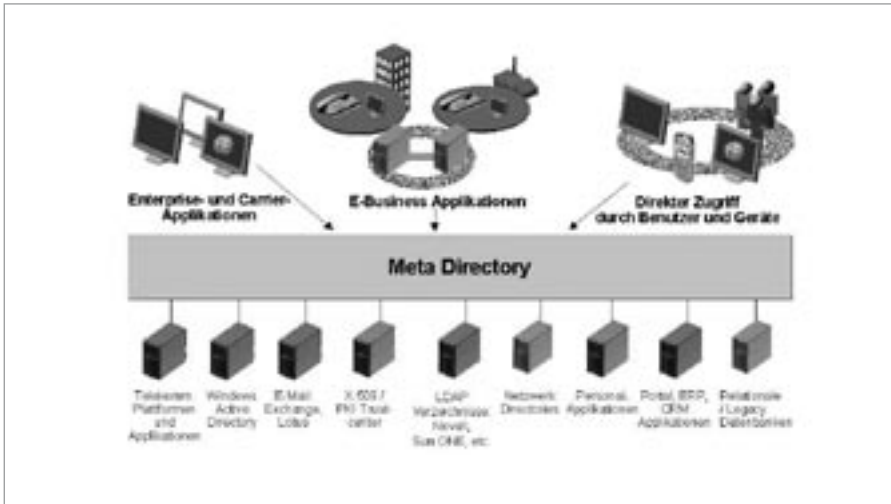 Enterprise- und Carrier-
Applikationen
E-Business Applikationen
Direkter Zugriff
durch Benutzer und Geräte
Meta Directory
Telekom
Plattformen
und
Applikationen
Windows
Active
Directory
E-Mail
Exchange,
Lotus
X.509 /
PKI Trust-
center
LDAP
Verzeichnisse
Novell,
Sun ONE, etc.
Netzwerk
Directories
Personal.
Applikationen
Portal, ERP,
CRM
Applikationen
Relationale
/ Legacy
Datenbanken